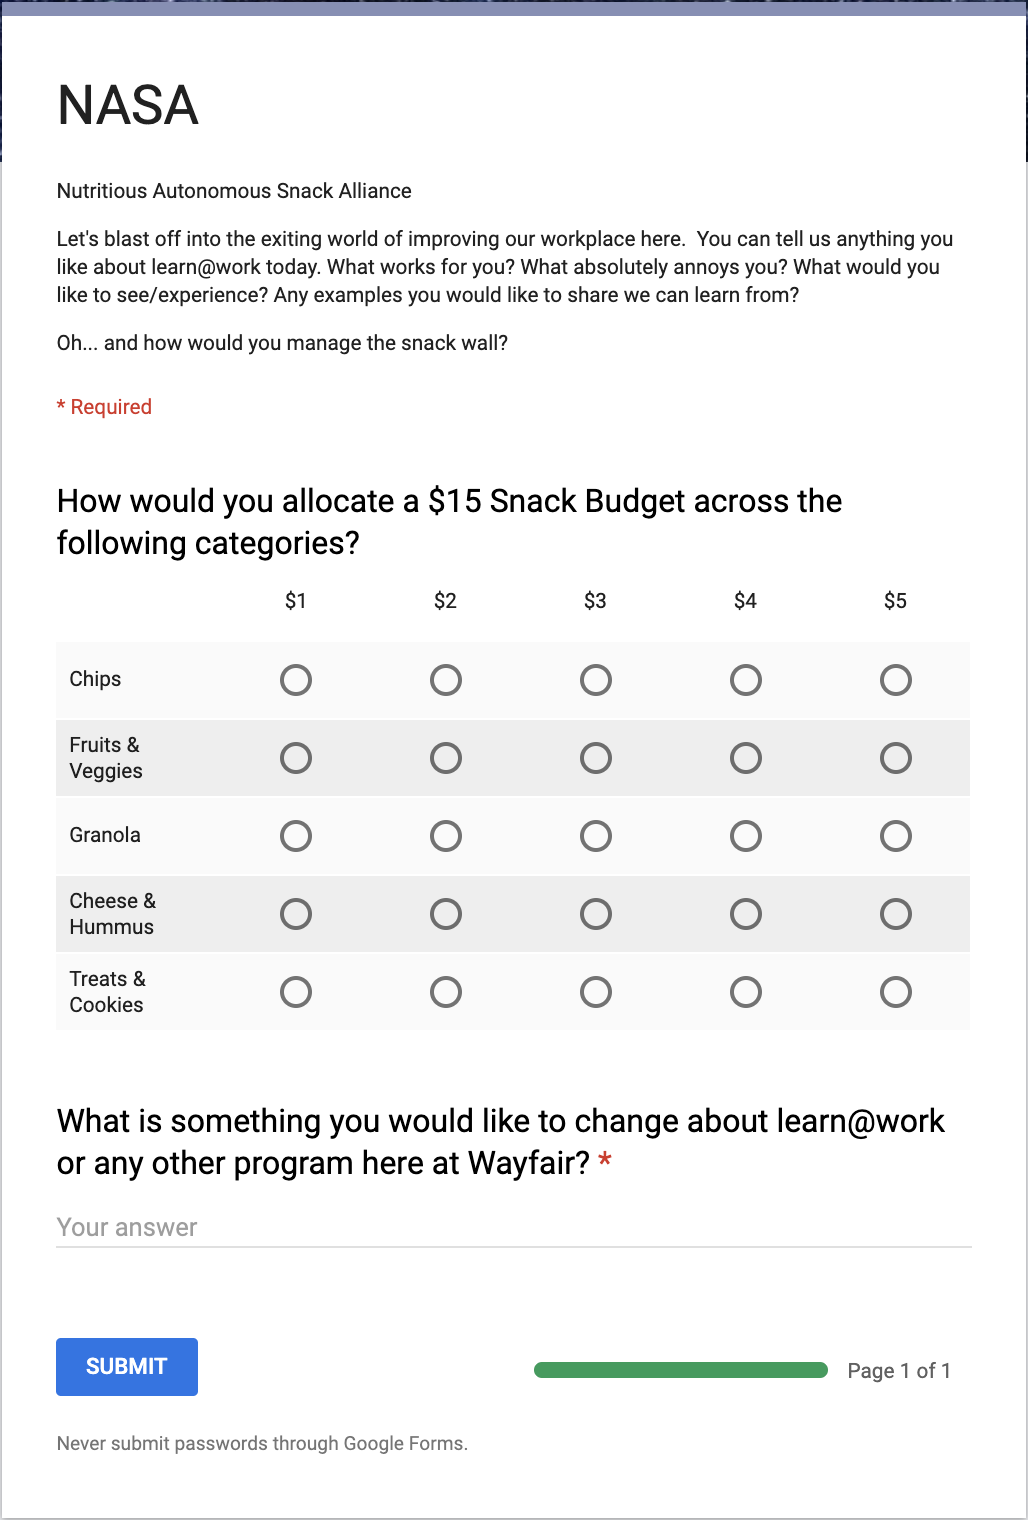 NASA
Nutritious Autonomous Snack Alliance
Let's blast off into the exiting world of improving our workplace here.  You can tell us anything you
like about learn@work today. What works for you? What absolutely annoys you? What would you
like to see/experience? Any examples you would like to share we can learn from?
Oh... and how would you manage the snack wall?
* Required
How would you allocate a $15 Snack Budget across the
following categories?
$1 $2 $3 $4 $5
Chips
Fruits &
Veggies
Granola
Cheese &
Hummus
Treats &
Cookies
What is something you would like to change about learn@work
or any other program here at Wayfair? *
Your answer
SUBMIT
Page 1 of 1
Never submit passwords through Google Forms.